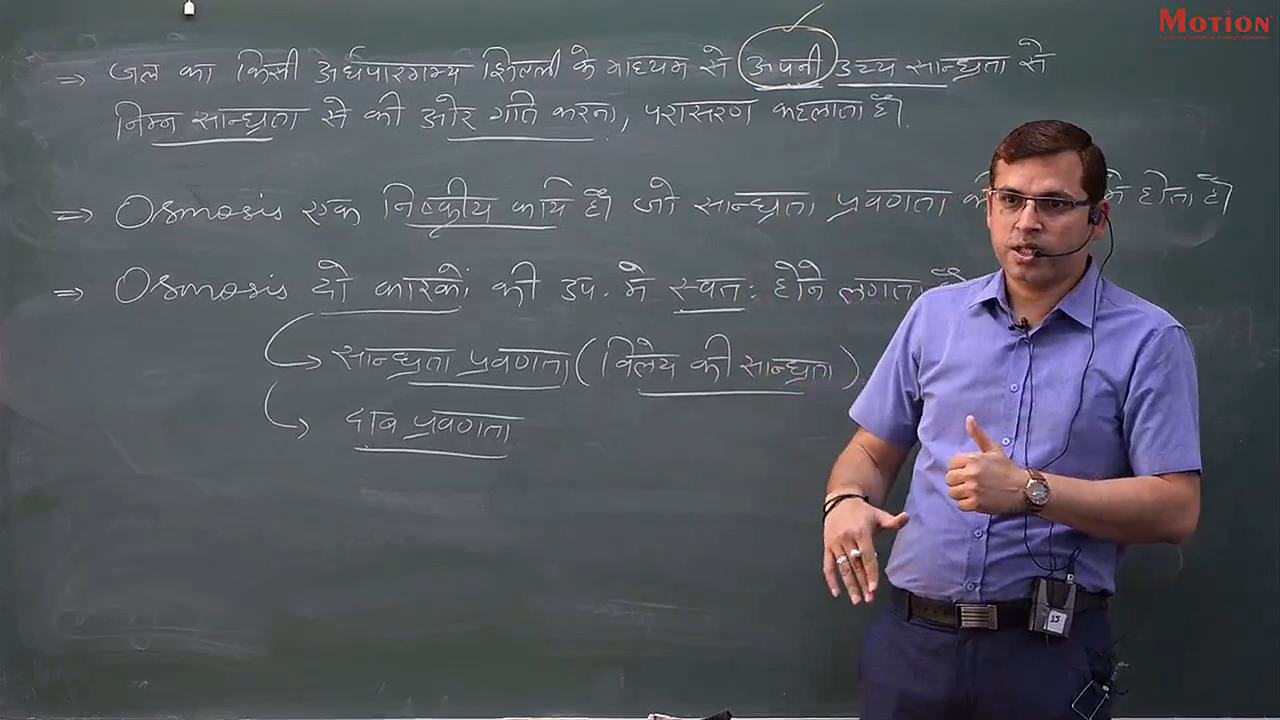 MOTION
⇒ जल का किसी अर्धपारगम्य झिल्ली के माध्यम से अपनी उच्च सान्द्रता से
निम्न सान्द्रता से की ओर गति करना, परासरण कहलाता है।
⇒ Osmosis एक निष्क्रीय कार्य है। जो सान्द्रता प्रवणता होता है।
⇒ Osmosis दो कारकों की उप. मे स्वत: होने लगता
सान्द्रता प्रवणता (विलेय की सान्द्रता)
दाब प्रवणता
15